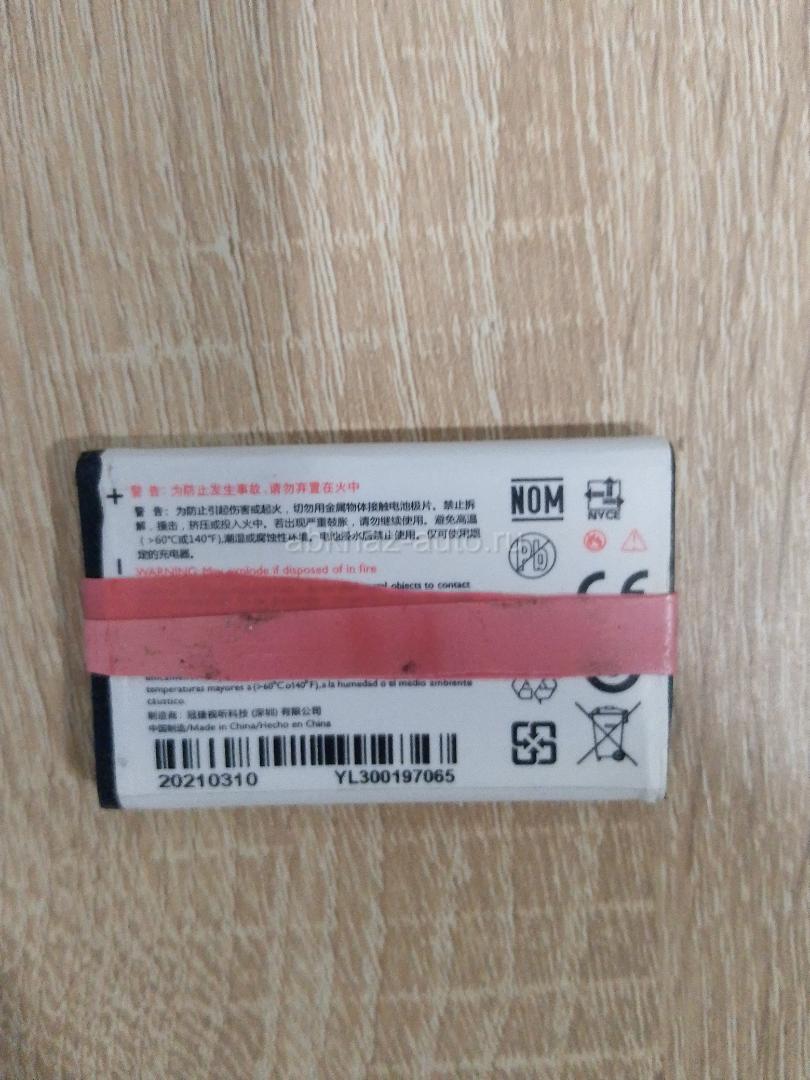 +
警 告: 为防止发生事故, 请勿弃置在火中
警 告: 为防止引起伤害或起火, 切勿用金属物体接触电池极片。禁止拆
解, 撞击, 挤压或投入火中。若出现严重鼓胀, 请勿继续使用。避免高温
(>60℃或140℉),潮湿或腐蚀性环境。电池浸水后禁止使用。仅可使用
定的充电器。
–
WARNING: May explode if disposed of in fire
objects to contact
temperatures mayores a (>60°C o140°F),a la humedad o el medio ambiente
cáustico.
制造商: 冠捷视听科技 (深圳) 有限公司
中国制造/Made in China/Hecho en China
20210310 YL300197065
NOM
NYCE
Pb
CE
abkhaz-auto.ru